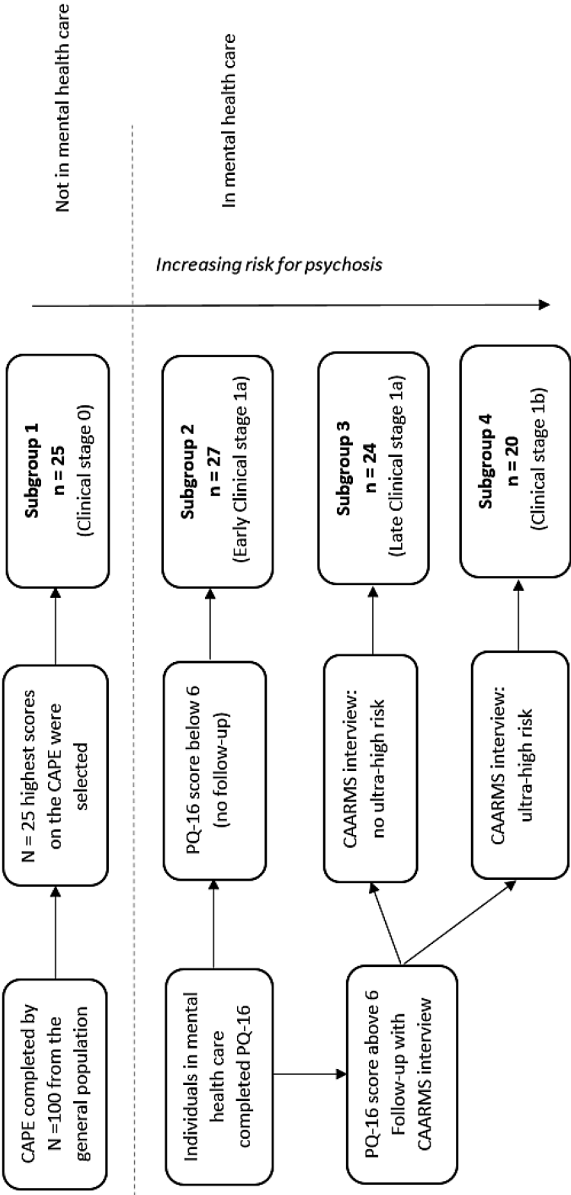 CAPE completed by
N =100 from the
general population
N = 25 highest scores
on the CAPE were
selected
Subgroup 1
n = 25
(Clinical stage 0)
Not in mental health care
Individuals in mental
health care
completed PQ-16
PQ-16 score below 6
(no follow-up)
Subgroup 2
n = 27
(Early Clinical stage 1a)
Increasing risk for psychosis
In mental health care
PQ-16 score above 6
Follow-up with
CAARMS interview
CAARMS interview:
no ultra-high risk
Subgroup 3
n = 24
(Late Clinical stage 1a)
CAARMS interview:
ultra-high risk
Subgroup 4
n = 20
(Clinical stage 1b)